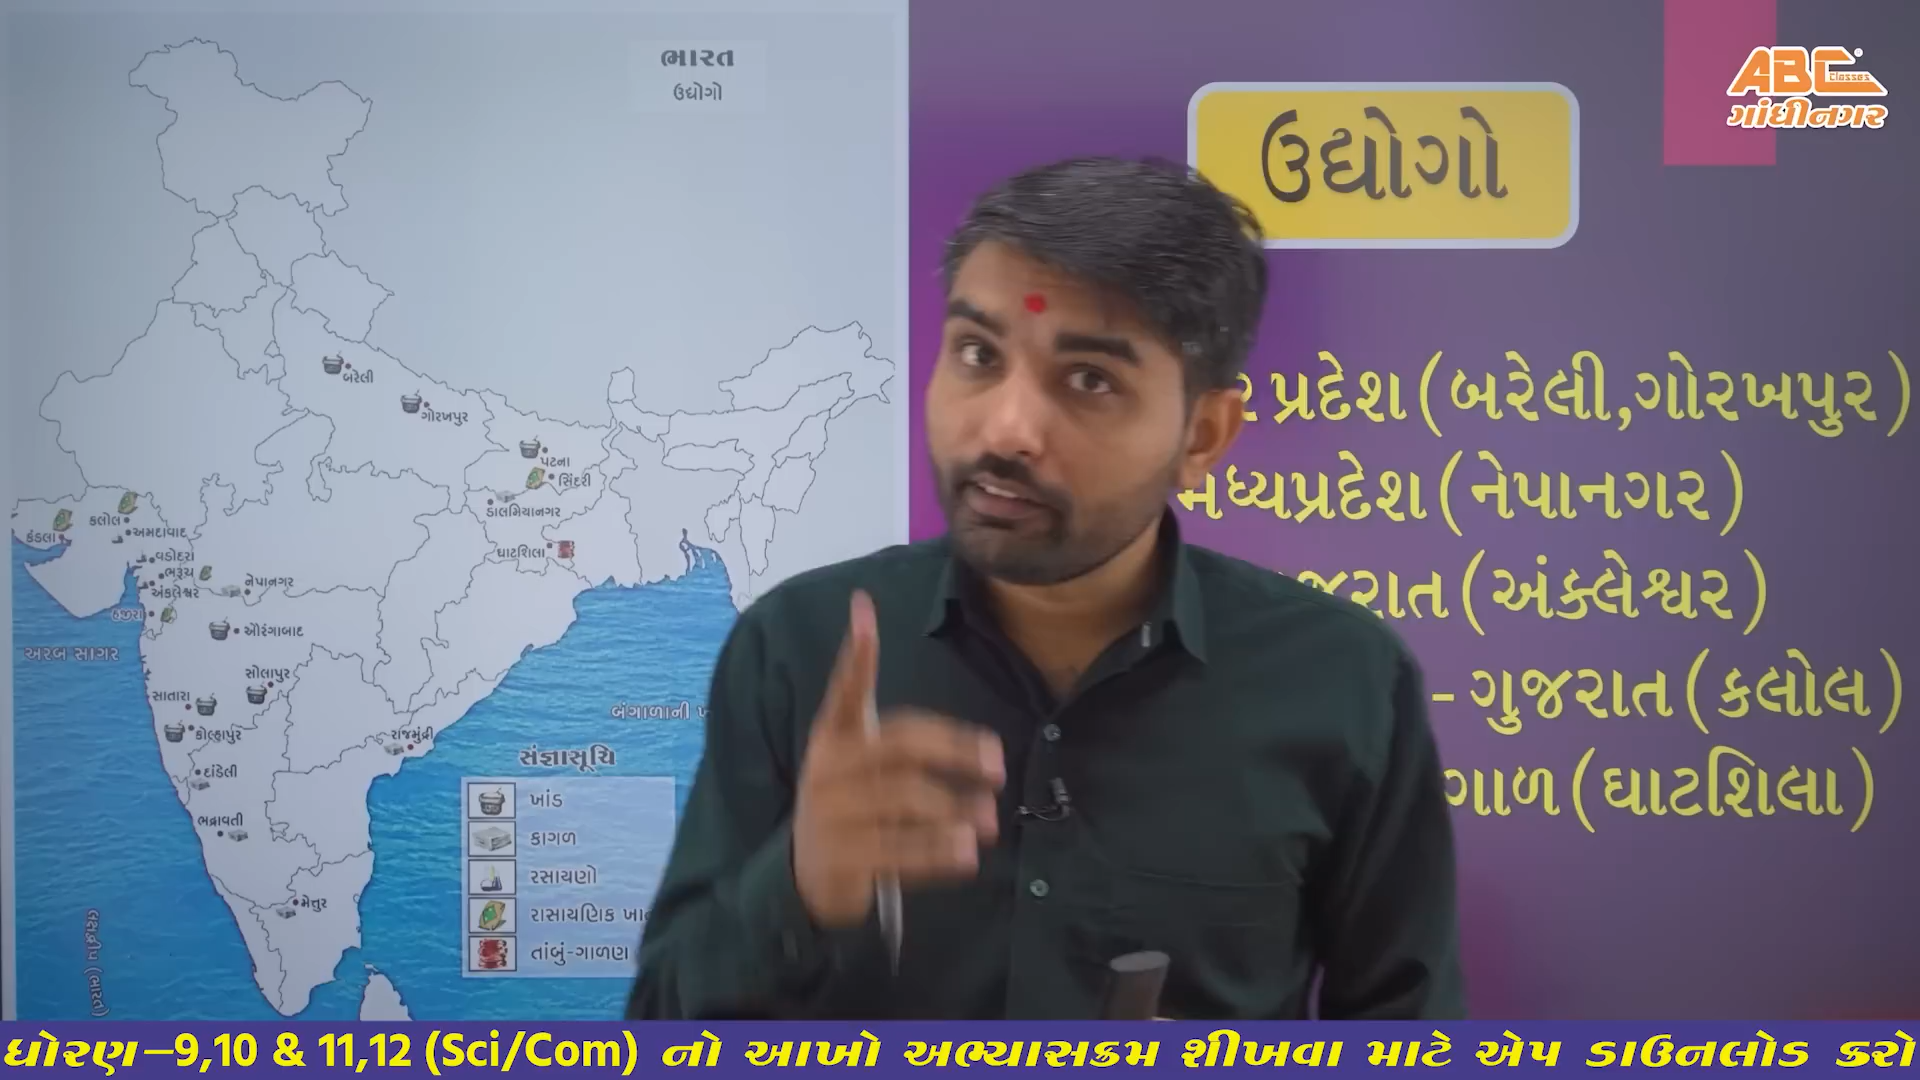 ભારત
ઉદ્યોગો
ABC
Classes
ગાંધીનગર
ઉદ્યોગો
પ્રદેશ (બરેલી,ગોરખપુર)
મધ્યપ્રદેશ (નેપાનગર)
(અંક્લેશ્વર)
- ગુજરાત (કલોલ)
(ઘાટશિલા)
બરેલી
ગોરખપુર
પટના
સિંદરી
ડાલમિયાનગર
ઘાટશિલા
કલોલ
અમદાવાદ
કંડલા
વડોદરા
ભરૂચ
અંકલેશ્વર
નેપાનગર
હજીરા
ઔરંગાબાદ
અરબ સાગર
સોલાપુર
સાતારા
કોલ્હાપુર
બંગાળાની
રાજમુંદ્રી
દાંડેલી
ભદ્રાવતી
મેતુર
સંજ્ઞાસૂચિ
ખાંડ
કાગળ
રસાયણો
રાસાયણિક
તાંબું-ગાળણ
લક્ષદ્વીપ (ભારત)
ધોરણ–9,10 & 11,12 (Sci/Com) નો આખો અભ્યાસક્રમ શીખવા માટે એપ ડાઉનલોડ કરો